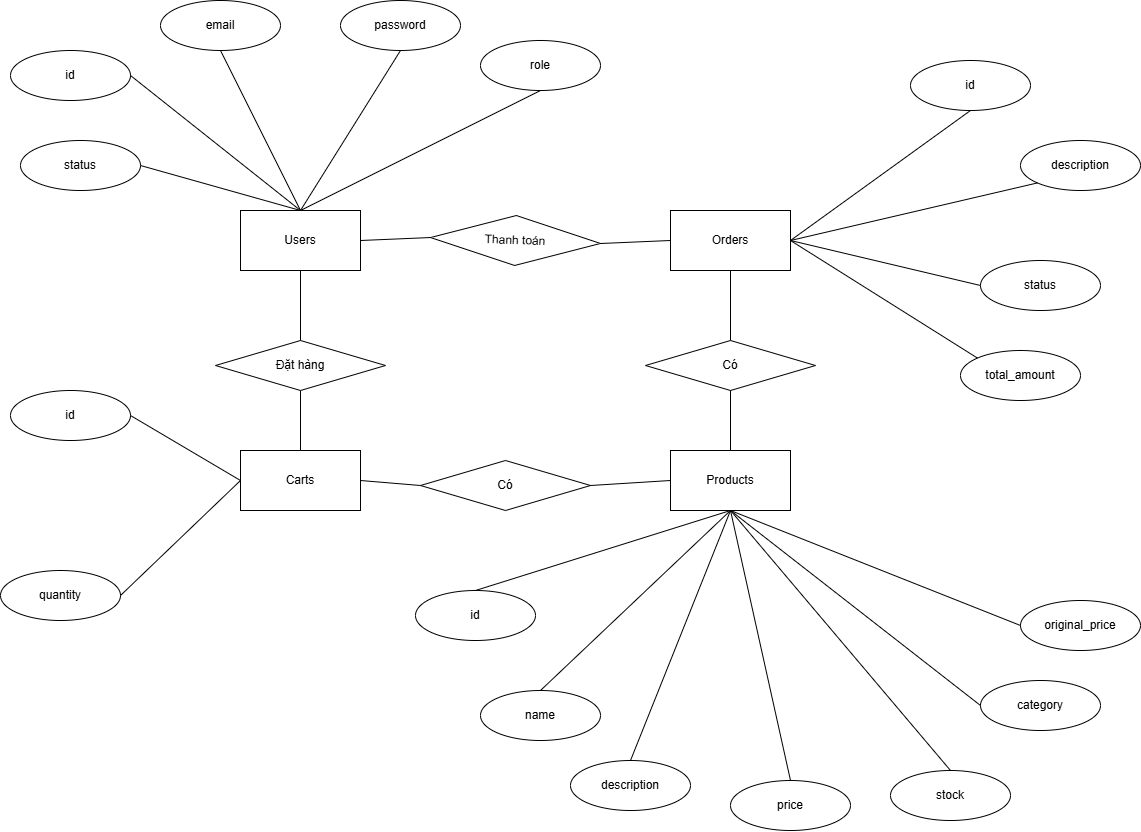 email
password
role
id
status
id
description
Users
Thanh toán
Orders
status
Đặt hàng
Có
total_amount
id
Carts
Có
Products
quantity
id
original_price
name
category
description
price
stock